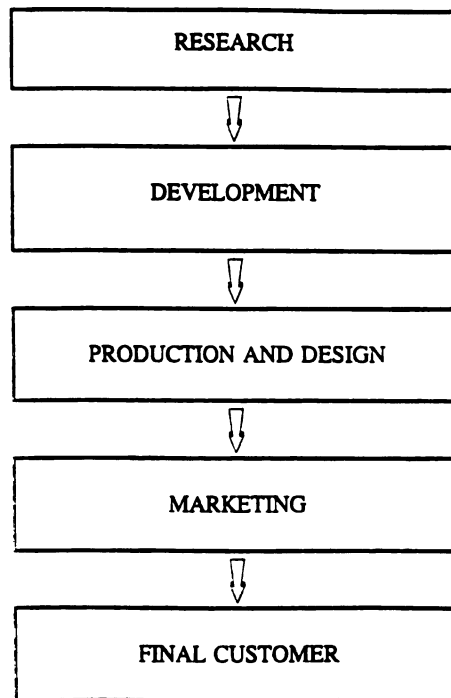 RESEARCH
DEVELOPMENT
PRODUCTION AND DESIGN
MARKETING
FINAL CUSTOMER